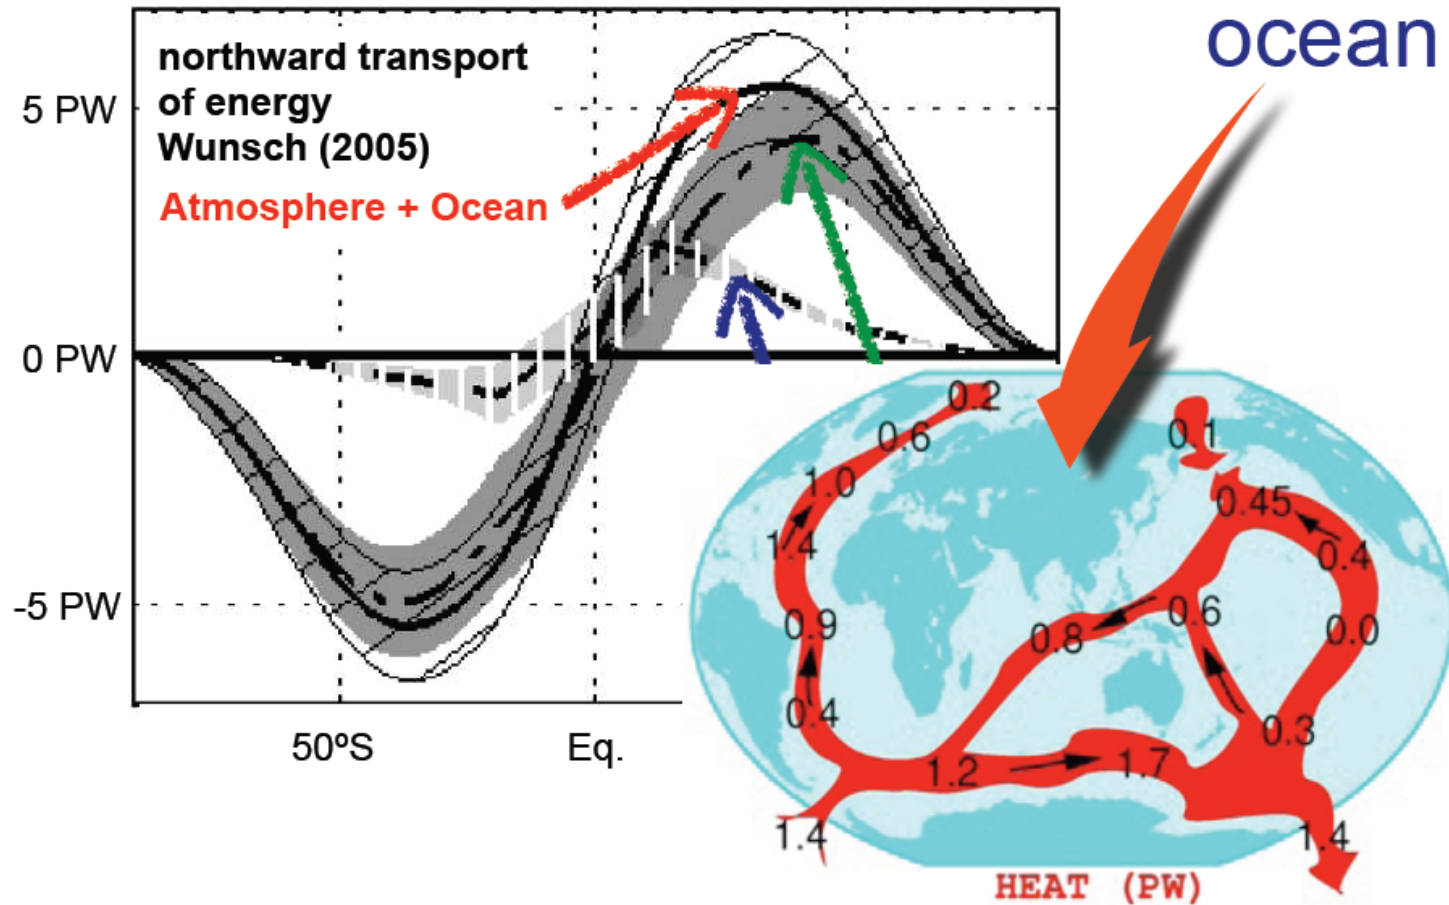 northward transport
of energy
Wunsch (2005)
Atmosphere + Ocean
5 PW
0 PW
-5 PW
50ºS
Eq.
ocean
0.2
0.1
0.6
1.0
0.45
1.4
0.4
0.9
0.8
0.6
0.0
0.4
0.3
1.2
1.7
1.4
1.4
HEAT (PW)